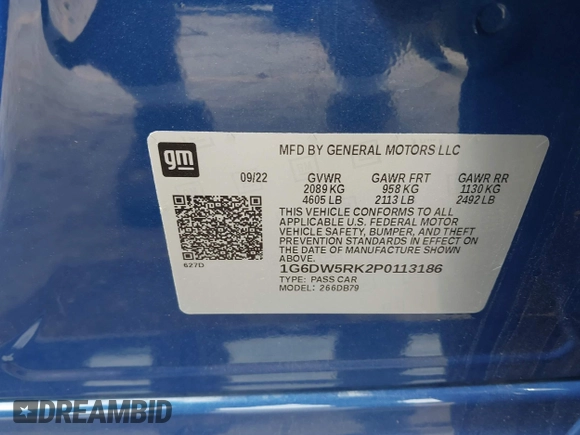 gm
MFD BY GENERAL MOTORS LLC
09/22 GVWR GAWR FRT GAWR RR
2089 KG 958 KG 1130 KG
4605 LB 2113 LB 2492 LB
THIS VEHICLE CONFORMS TO ALL
APPLICABLE U.S. FEDERAL MOTOR
VEHICLE SAFETY, BUMPER, AND THEFT
PREVENTION STANDARDS IN EFFECT ON
THE DATE OF MANUFACTURE SHOWN
ABOVE.
627D
1G6DW5RK2P0113186
TYPE: PASS CAR
MODEL: 266DB79
DREAMBID